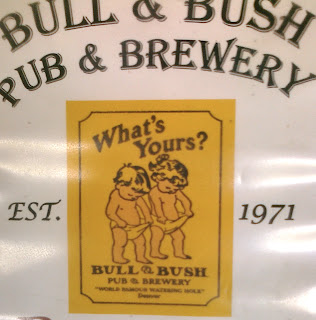 BULL & BUSH
PUB & BREWERY
What's
Yours?
EST. 1971
BULL & BUSH
PUB & BREWERY
"WORLD FAMOUS WATERING HOLE"
Denver